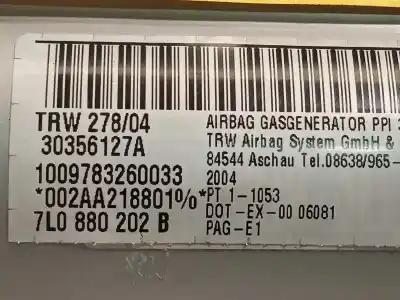 TRW 278/04
30356127A
1009783260033
*002AA218801%*
7L0 880 202 B
AIRBAG GASGENERATOR PPI
TRW Airbag System GmbH &
84544 Aschau Tel.08638/965-
2004
PT 1-1053
DOT-EX-00 06081
PAG-E1